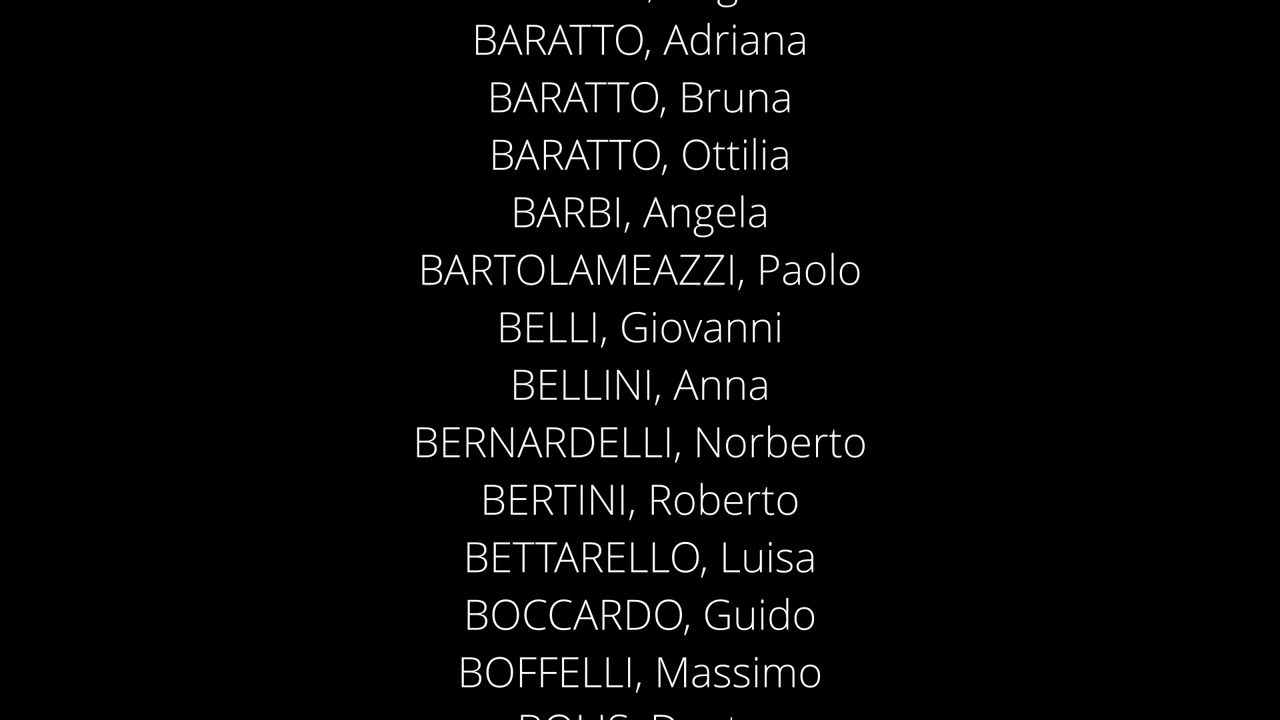 BARATTO, Adriana
BARATTO, Bruna
BARATTO, Ottilia
BARBI, Angela
BARTOLAMEAZZI, Paolo
BELLI, Giovanni
BELLINI, Anna
BERNARDELLI, Norberto
BERTINI, Roberto
BETTARELLO, Luisa
BOCCARDO, Guido
BOFFELLI, Massimo